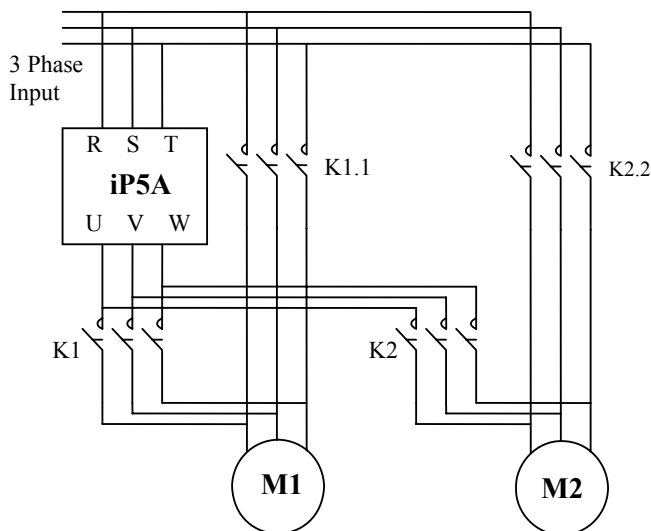 3 Phase
Input
R S T
iP5A
U V W
K1.1
K2.2
K1
K2
M1
M2